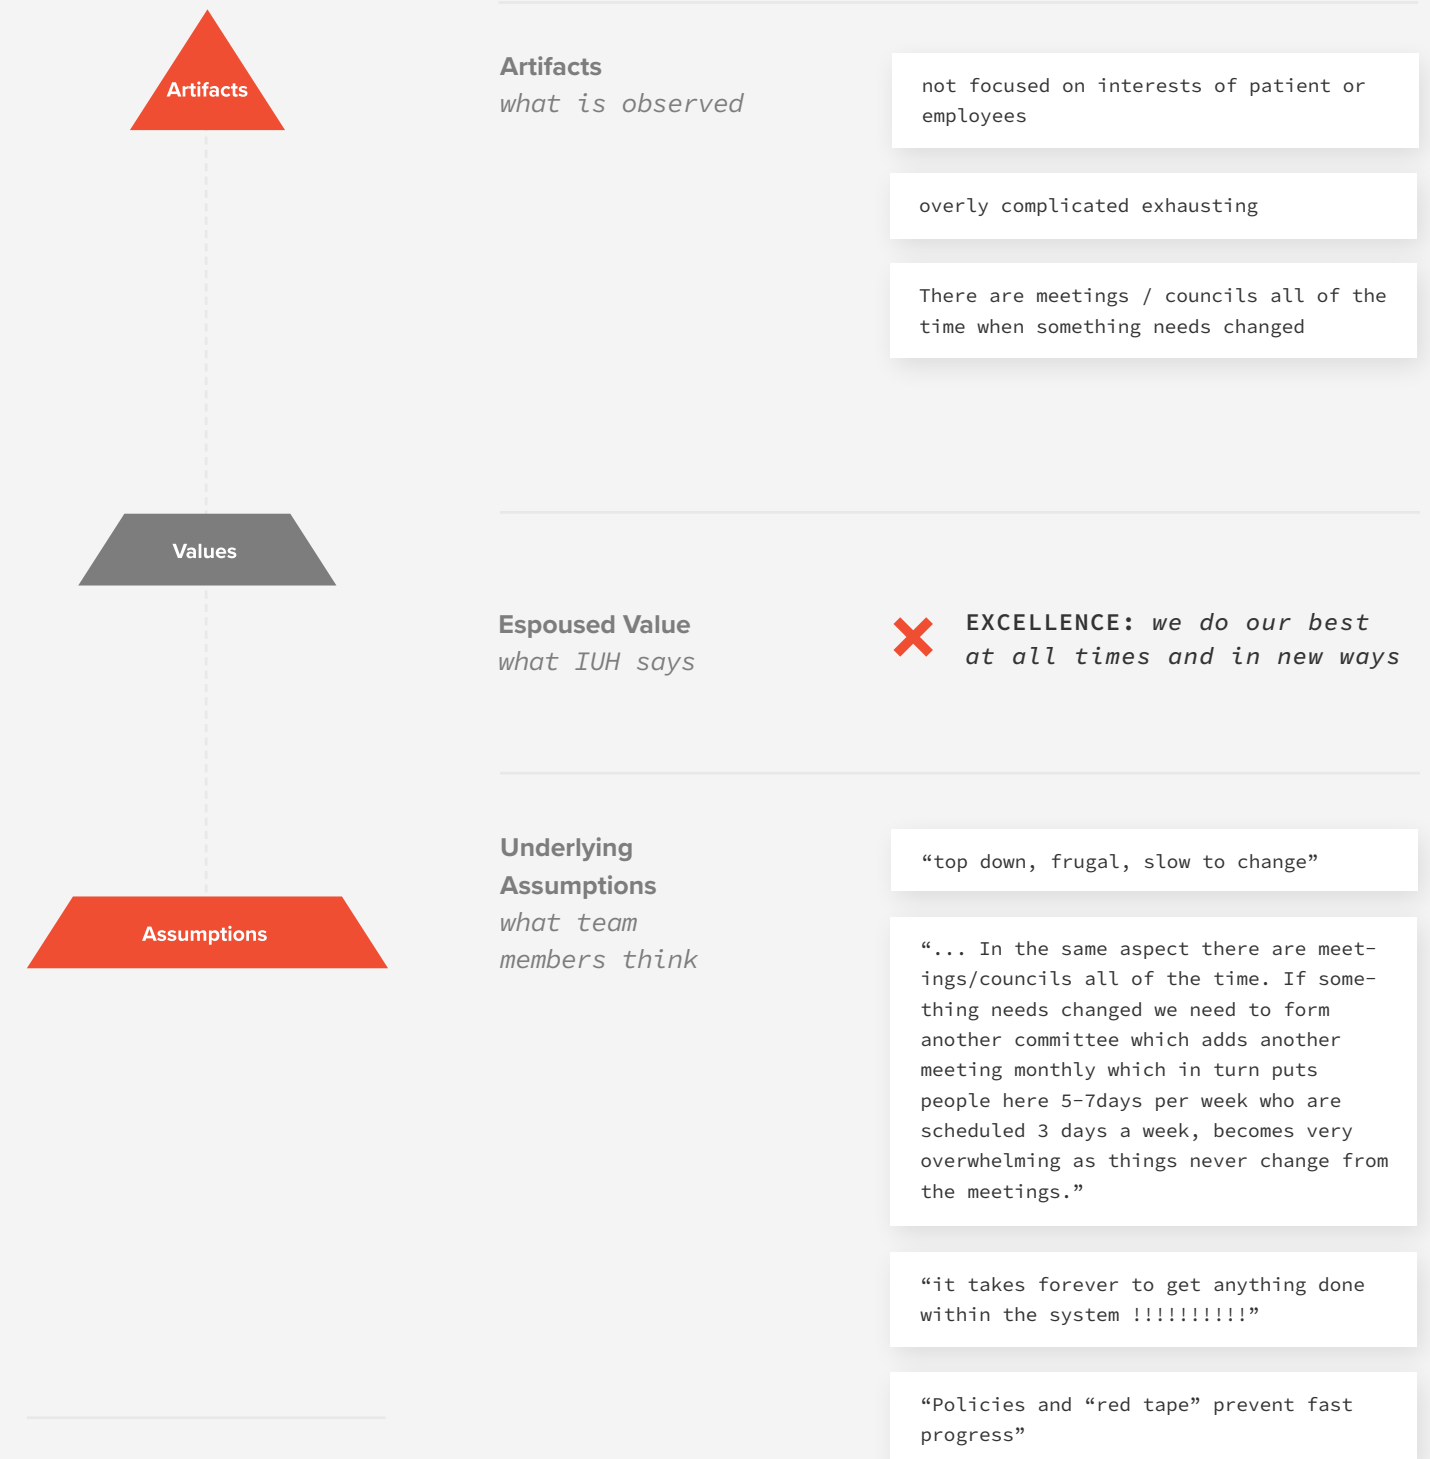 Artifacts
Artifacts
what is observed
not focused on interests of patient or
employees
overly complicated exhausting
There are meetings / councils all of the
time when something needs changed
Values
Espoused Value
what IUH says
EXCELLENCE: we do our best
at all times and in new ways
Assumptions
Underlying
Assumptions
what team
members think
“top down, frugal, slow to change”
“... In the same aspect there are meet-
ings/councils all of the time. If some-
thing needs changed we need to form
another committee which adds another
meeting monthly which in turn puts
people here 5-7days per week who are
scheduled 3 days a week, becomes very
overwhelming as things never change from
the meetings.”
“it takes forever to get anything done
within the system !!!!!!!!!!”
“Policies and “red tape” prevent fast
progress”